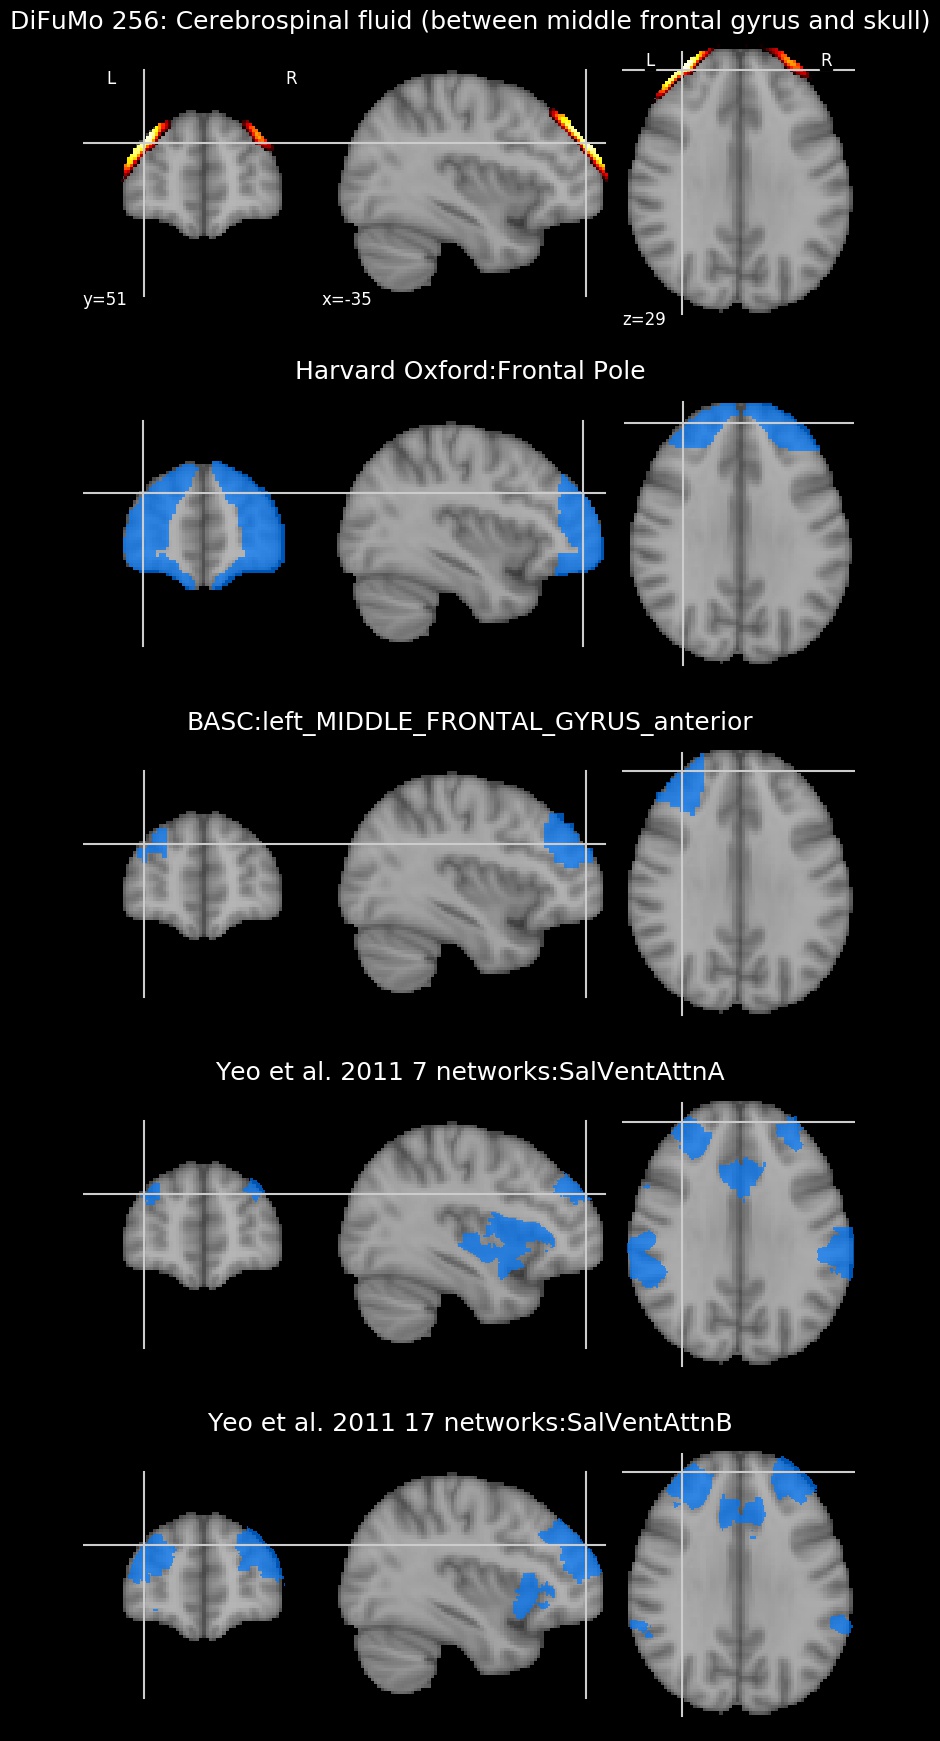 DiFuMo 256: Cerebrospinal fluid (between middle frontal gyrus and skull)
L R
L R
y=51
x=-35
z=29
Harvard Oxford:Frontal Pole
BASC:left_MIDDLE_FRONTAL_GYRUS_anterior
Yeo et al. 2011 7 networks:SalVentAttnA
Yeo et al. 2011 17 networks:SalVentAttnB